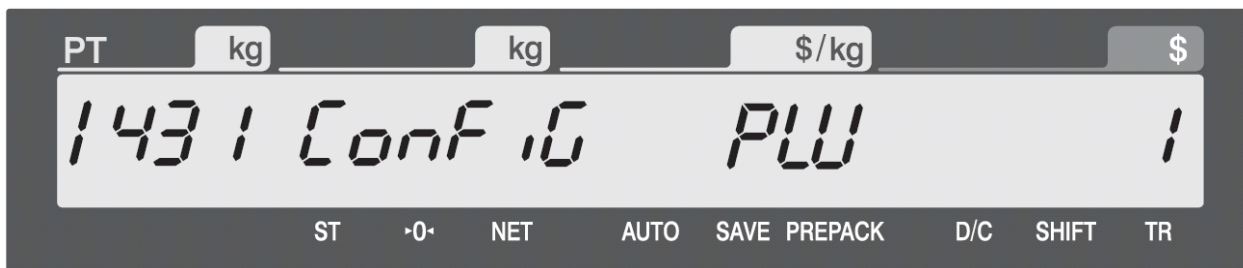 PT kg kg $/kg $
1431 ConFiG PLU 1
ST ►0◄ NET AUTO SAVE PREPACK D/C SHIFT TR